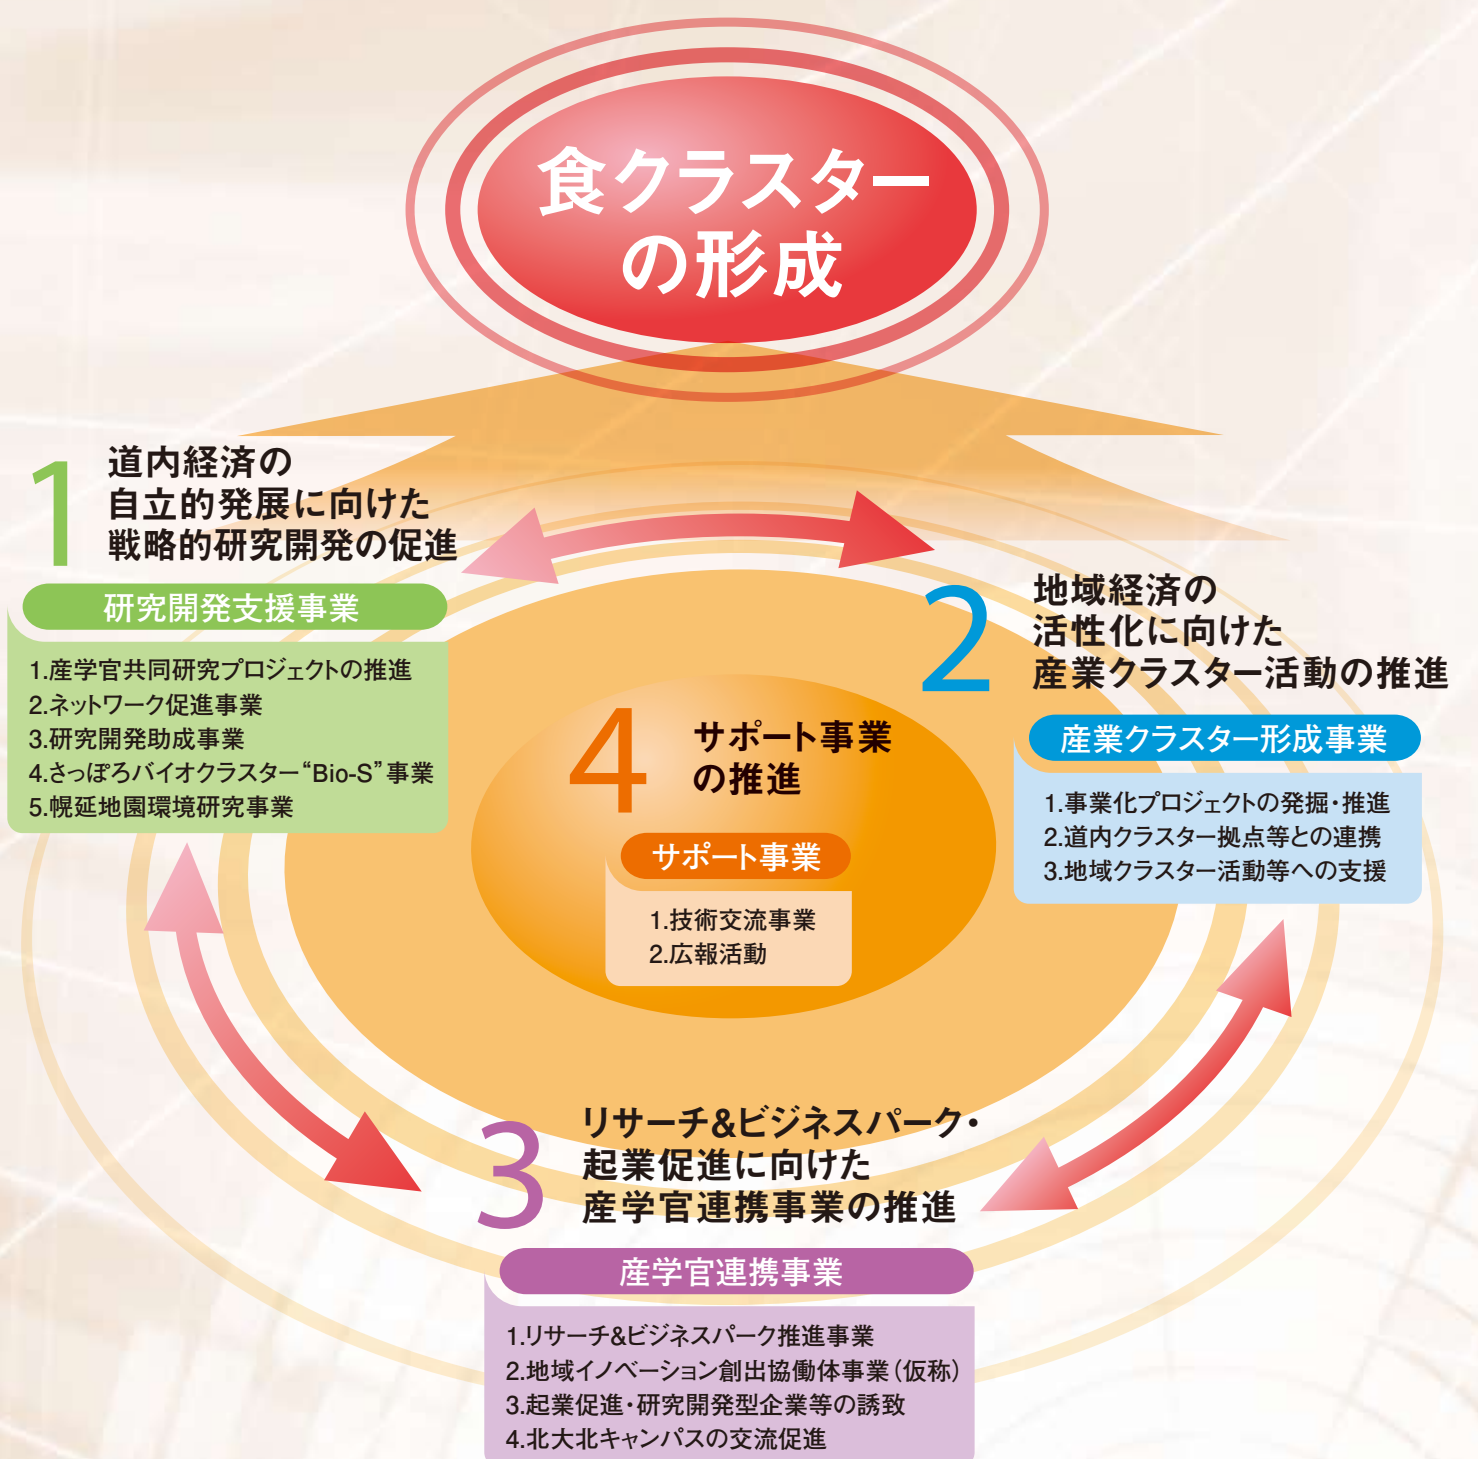 食クラスター
の形成
1
道内経済の
自立的発展に向けた
戦略的研究開発の促進
研究開発支援事業
1.産学官共同研究プロジェクトの推進
2.ネットワーク促進事業
3.研究開発助成事業
4.さっぽろバイオクラスター“Bio-S”事業
5.幌延地圏環境研究事業
2
地域経済の
活性化に向けた
産業クラスター活動の推進
産業クラスター形成事業
1.事業化プロジェクトの発掘・推進
2.道内クラスター拠点等との連携
3.地域クラスター活動等への支援
4
サポート事業
の推進
サポート事業
1.技術交流事業
2.広報活動
3
リサーチ&ビジネスパーク・
起業促進に向けた
産学官連携事業の推進
産学官連携事業
1.リサーチ&ビジネスパーク推進事業
2.地域イノベーション創出協働体事業（仮称）
3.起業促進・研究開発型企業等の誘致
4.北大北キャンパスの交流促進